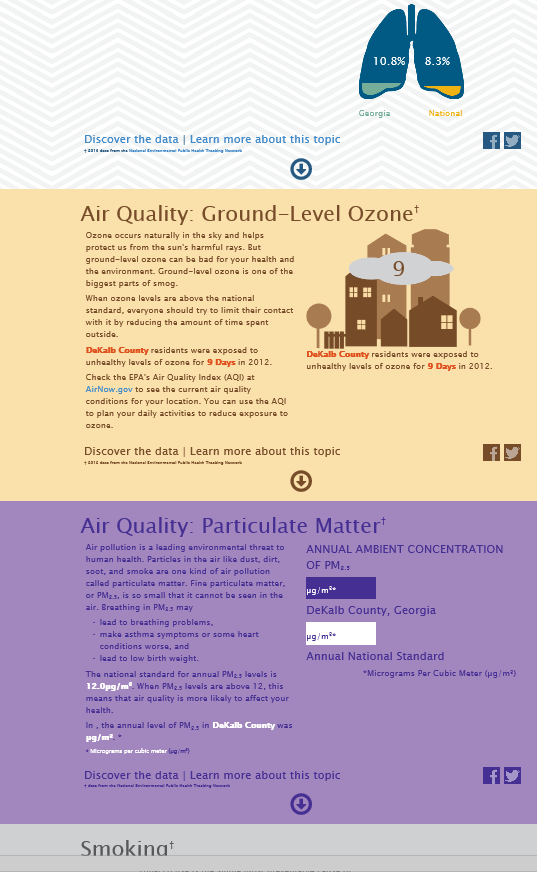 10.8% 8.3%
Georgia National
Discover the data | Learn more about this topic
† 2010 data from the National Environmental Public Health Tracking Network
Air Quality: Ground-Level Ozone†
Ozone occurs naturally in the sky and helps
protect us from the sun's harmful rays. But
ground-level ozone can be bad for your health and
the environment. Ground-level ozone is one of the
biggest parts of smog.
When ozone levels are above the national
standard, everyone should try to limit their contact
with it by reducing the amount of time spent
outside.
DeKalb County residents were exposed to
unhealthy levels of ozone for 9 Days in 2012.
Check the EPA's Air Quality Index (AQI) at
AirNow.gov to see the current air quality
conditions for your location. You can use the AQI
to plan your daily activities to reduce exposure to
ozone.
9
DeKalb County residents were exposed to
unhealthy levels of ozone for 9 Days in 2012.
Discover the data | Learn more about this topic
† 2012 data from the National Environmental Public Health Tracking Network
Air Quality: Particulate Matter†
Air pollution is a leading environmental threat to
human health. Particles in the air like dust, dirt,
soot, and smoke are one kind of air pollution
called particulate matter. Fine particulate matter,
or PM₂.₅, is so small that it cannot be seen in the
air. Breathing in PM₂.₅ may
- lead to breathing problems,
- make asthma symptoms or some heart
conditions worse, and
- lead to low birth weight.
The national standard for annual PM₂.₅ levels is
12.0µg/m³. When PM₂.₅ levels are above 12, this
means that air quality is more likely to affect your
health.
In , the annual level of PM₂.₅ in DeKalb County was
µg/m³. *
* Micrograms per cubic meter (µg/m³)
ANNUAL AMBIENT CONCENTRATION
OF PM₂.₅
µg/m³*
DeKalb County, Georgia
µg/m³*
Annual National Standard
*Micrograms Per Cubic Meter (µg/m³)
Discover the data | Learn more about this topic
† data from the National Environmental Public Health Tracking Network
Smoking†